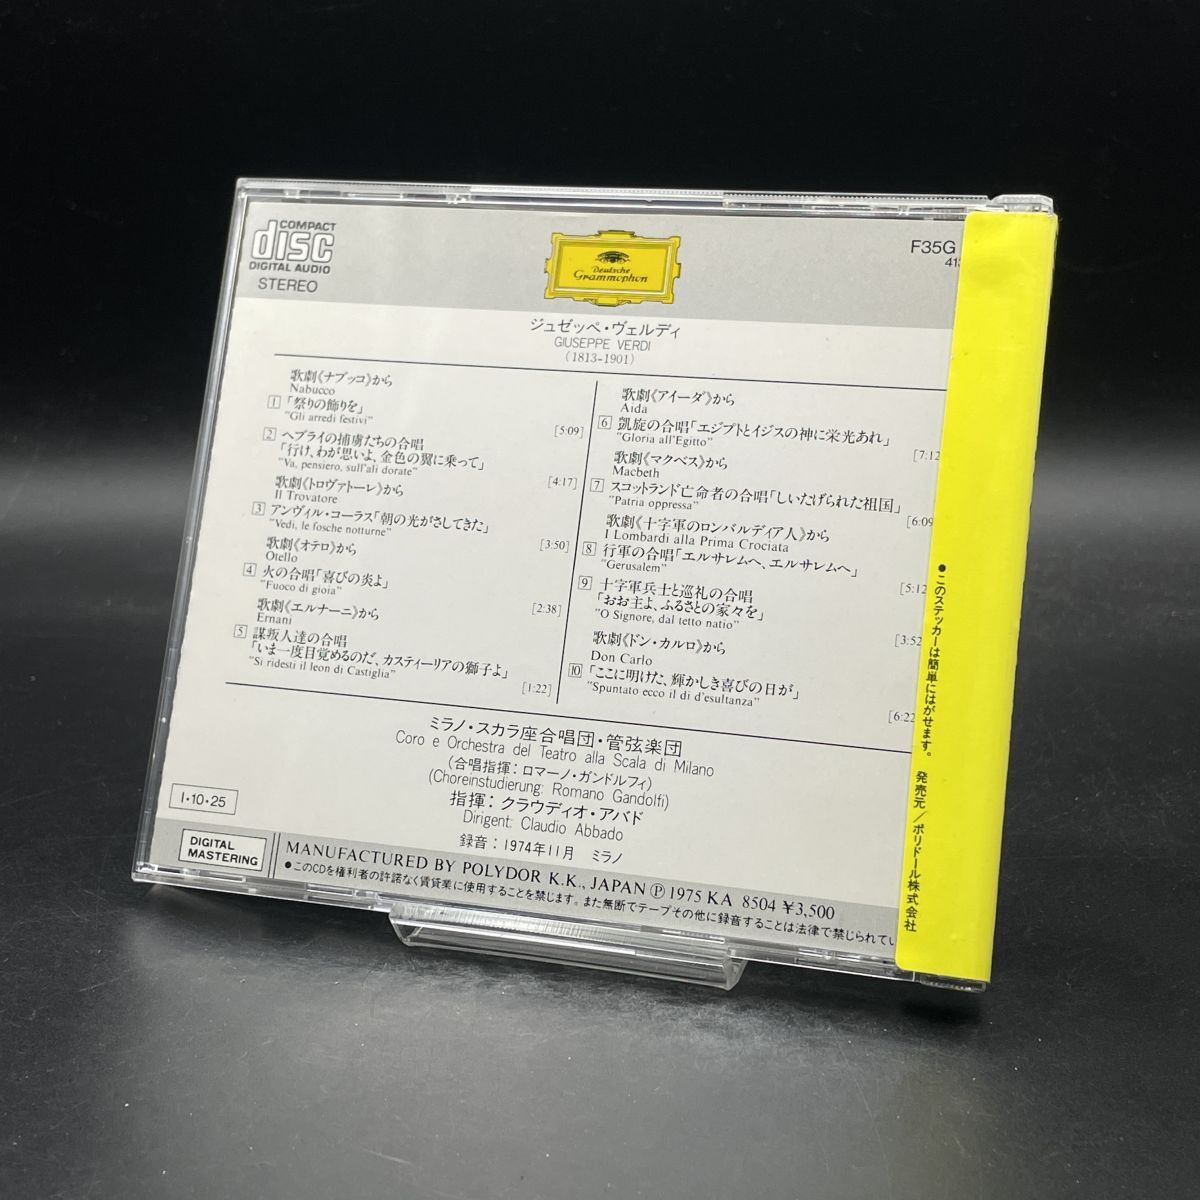 COMPACT
disc
DIGITAL AUDIO
STEREO
Deutsche
Grammophon
F35G
413
ジュゼッペ・ヴェルディ
GIUSEPPE VERDI
(1813-1901)
歌劇《ナブッコ》から
Nabucco
1 「祭りの飾りを」
"Gli arredi festivi" [5:09]
2 ヘブライの捕虜たちの合唱
「行け、わが思いよ、金色の翼に乗って」
"Va, pensiero, sull'ali dorate" [4:17]
歌劇《トロヴァトーレ》から
Il Trovatore
3 アンヴィル・コーラス「朝の光がさしてきた」
"Vedi, le fosche notturne" [3:50]
歌劇《オテロ》から
Otello
4 火の合唱「喜びの炎よ」
"Fuoco di gioia" [2:38]
歌劇《エルナーニ》から
Ernani
5 謀叛人達の合唱
「いま一度目覚めるのだ、カスティーリアの獅子よ」
"Si ridesti il leon di Castiglia" [1:22]
歌劇《アイーダ》から
Aida
6 凱旋の合唱「エジプトとイジスの神に栄光あれ」
"Gloria all'Egitto" [7:12
歌劇《マクベス》から
Macbeth
7 スコットランド亡命者の合唱「しいたげられた祖国」
"Patria oppressa" [6:09
歌劇《十字軍のロンバルディア人》から
I Lombardi alla Prima Crociata
8 行軍の合唱「エルサレムへ、エルサレムへ」
"Gerusalem" [5:12
9 十字軍兵士と巡礼の合唱
「おお主よ、ふるさとの家々を」
"O Signore, dal tetto natio" [3:52
歌劇《ドン・カルロ》から
Don Carlo
10 「ここに明けた、輝かしき喜びの日が」
"Spuntato ecco il dì d'esultanza" [6:22
ミラノ・スカラ座合唱団・管弦楽団
Coro e Orchestra del Teatro alla Scala di Milano
(合唱指揮：ロマーノ・ガンドルフィ)
(Choreinstudierung: Romano Gandolfi)
指揮：クラウディオ・アバド
Dirigent: Claudio Abbado
録音：1974年11月 ミラノ
I・10・25
DIGITAL
MASTERING
MANUFACTURED BY POLYDOR K.K., JAPAN Ⓟ 1975 KA 8504 ¥3,500
●このCDを権利者の許諾なく賃貸業に使用することを禁じます。また無断でテープその他に録音することは法律で禁じられてい
●このステッカーは簡単にはがせます。 発売元／ポリドール株式会社